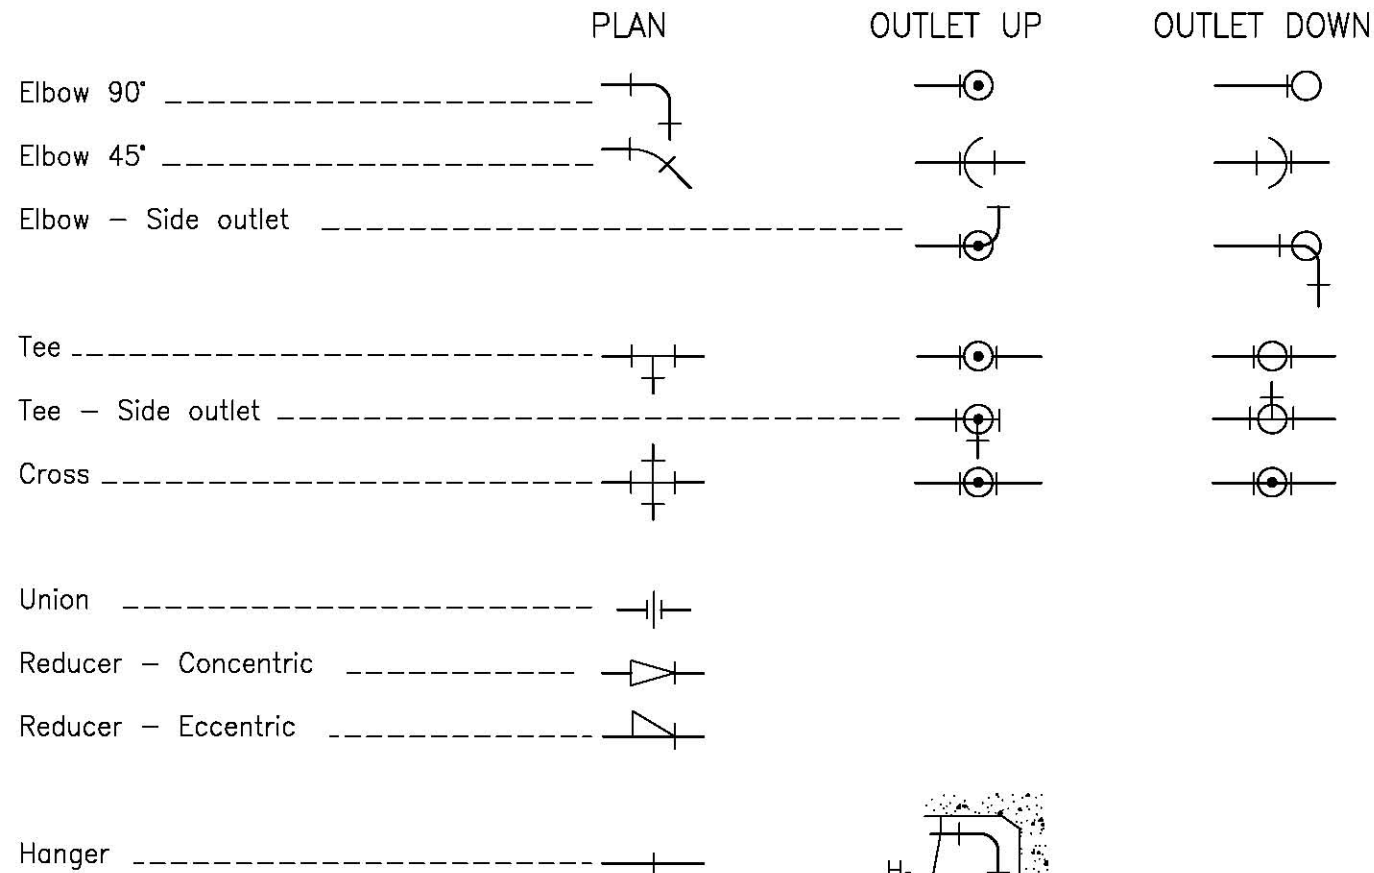 PLAN OUTLET UP OUTLET DOWN
Elbow 90°
Elbow 45°
Elbow – Side outlet
Tee
Tee – Side outlet
Cross
Union
Reducer – Concentric
Reducer – Eccentric
Hanger